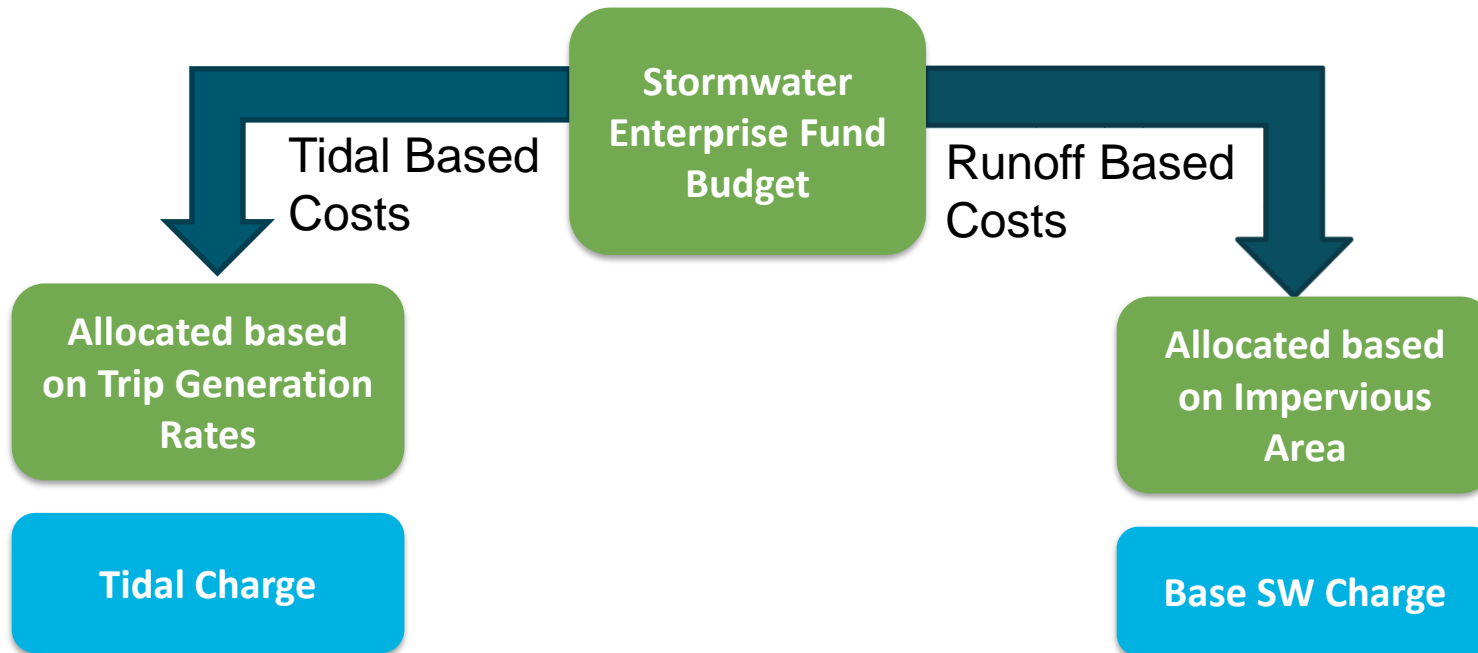 Stormwater
Enterprise Fund
Budget
Tidal Based
Costs
Runoff Based
Costs
Allocated based
on Trip Generation
Rates
Allocated based
on Impervious
Area
Tidal Charge
Base SW Charge